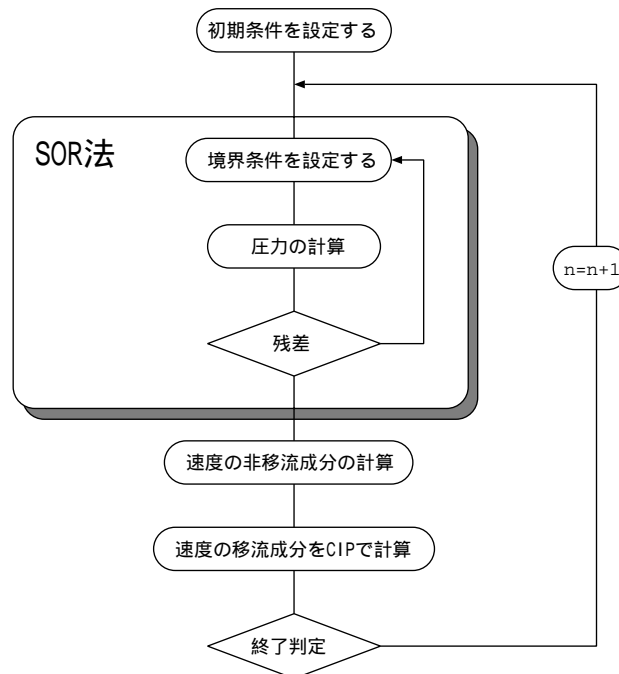 初期条件を設定する
SOR法
境界条件を設定する
圧力の計算
n=n+1
残差
速度の非移流成分の計算
速度の移流成分をCIPで計算
終了判定